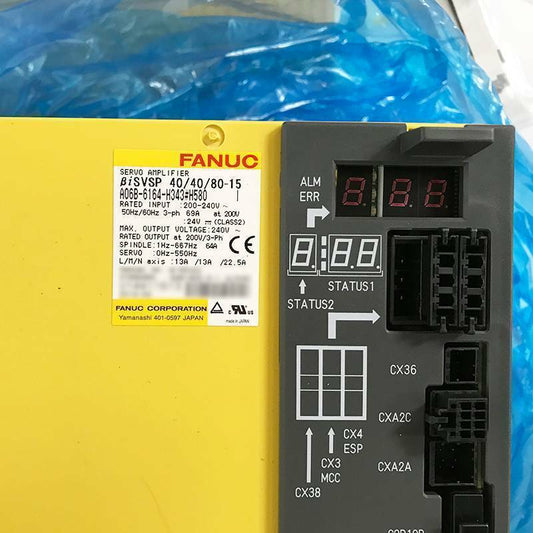 FANUC
SERVO AMPLIFIER
βiSVSP 40/40/80-15
A06B-6164-H343#H580 I
RATED INPUT :200-240V~
50Hz/60Hz 3-ph 69A at 200V
:24V ⎓(CLASS2)
MAX. OUTPUT VOLTAGE:240V ~
RATED OUTPUT at 200V/3-Ph
SPINDLE:1Hz-667Hz 64A
SERVO :0Hz-550Hz
L/M/N axis :13A /13A /22.5A
FANUC CORPORATION
Yamanashi 401-0597 JAPAN
made in JAPAN
ALM
ERR
STATUS1
STATUS2
CX36
CXA2C
CX4
ESP
CX3
MCC
CX38
CXA2A